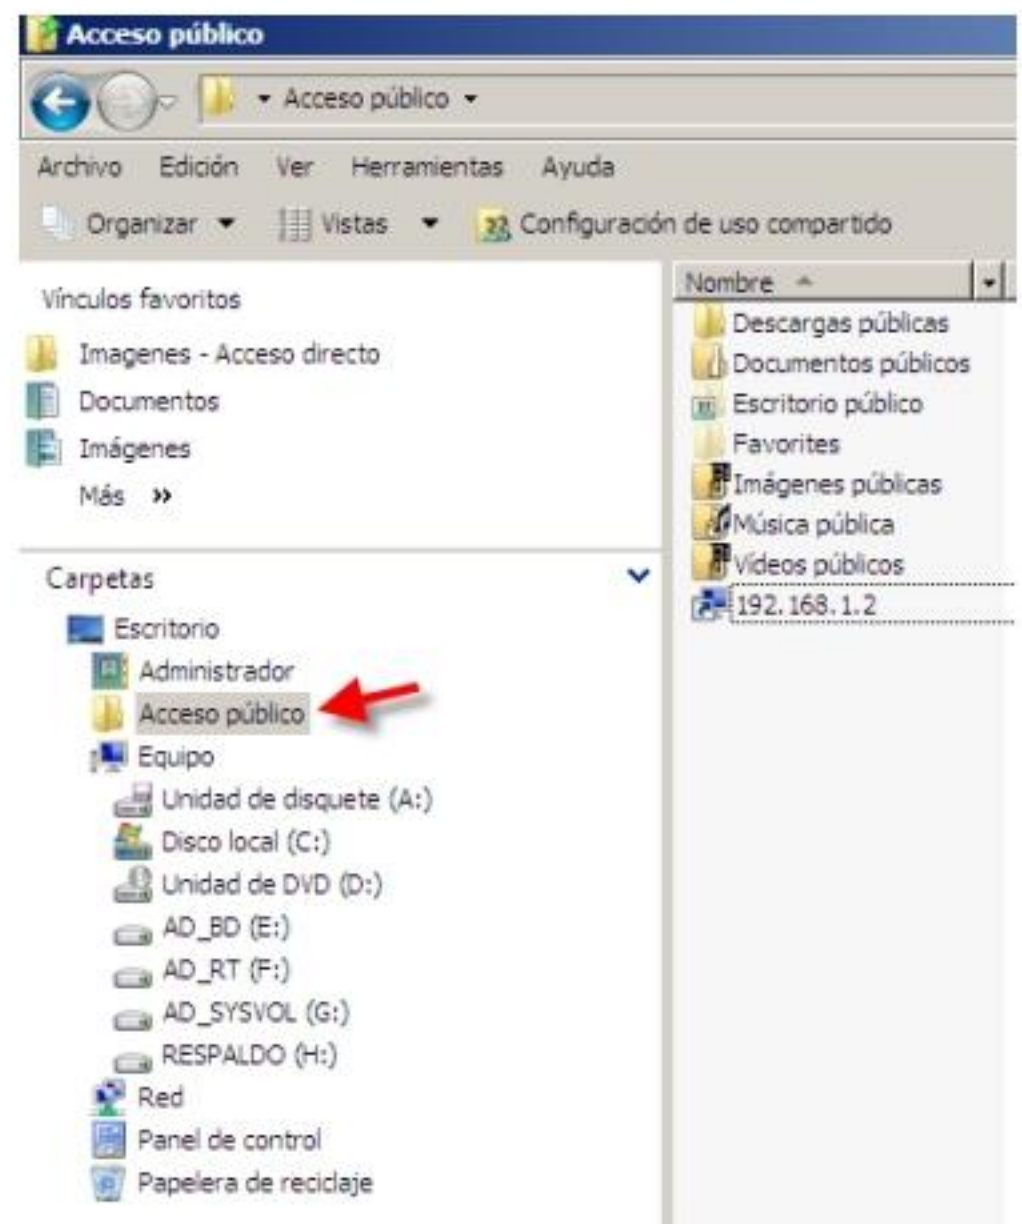 Acceso público
Acceso público
Archivo Edición Ver Herramientas Ayuda
Organizar Vistas Configuración de uso compartido
Vínculos favoritos
Imagenes - Acceso directo
Documentos
Imágenes
Más »
Carpetas
Escritorio
Administrador
Acceso público
Equipo
Unidad de disquete (A:)
Disco local (C:)
Unidad de DVD (D:)
AD_BD (E:)
AD_RT (F:)
AD_SYSVOL (G:)
RESPALDO (H:)
Red
Panel de control
Papelera de reciclaje
Nombre
Descargas públicas
Documentos públicos
Escritorio público
Favorites
Imágenes públicas
Música pública
Vídeos públicos
192.168.1.2